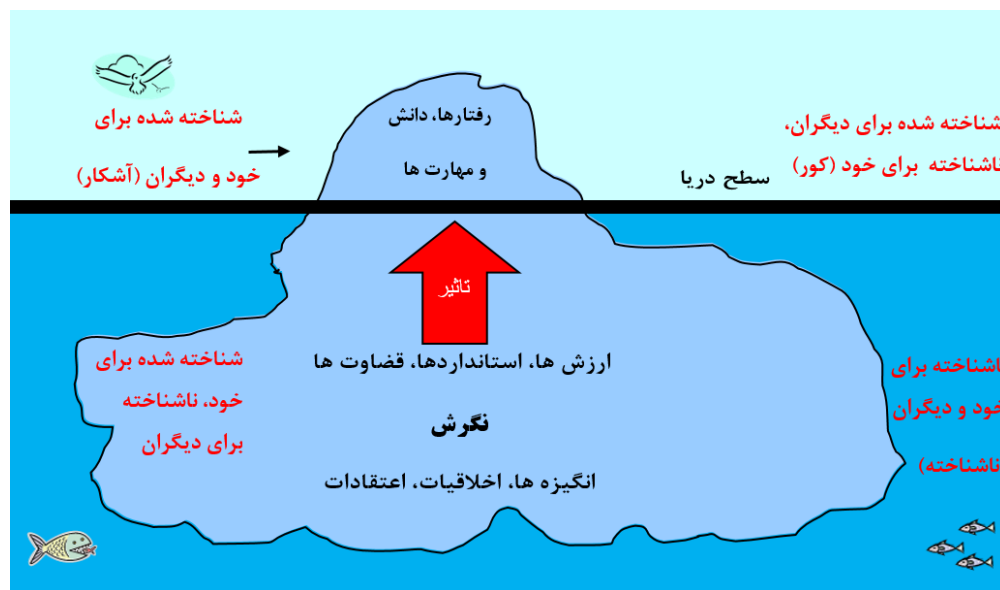 شناخته شده برای
خود و دیگران (آشکار)
رفتارها، دانش
و مهارت ها
شناخته شده برای دیگران،
ناشناخته برای خود (کور)
سطح دریا
تاثیر
ارزش ها، استانداردها، قضاوت ها
نگرش
انگیزه ها، اخلاقیات، اعتقادات
شناخته شده برای
خود، ناشناخته
برای دیگران
ناشناخته برای
خود و دیگران
(ناشناخته)